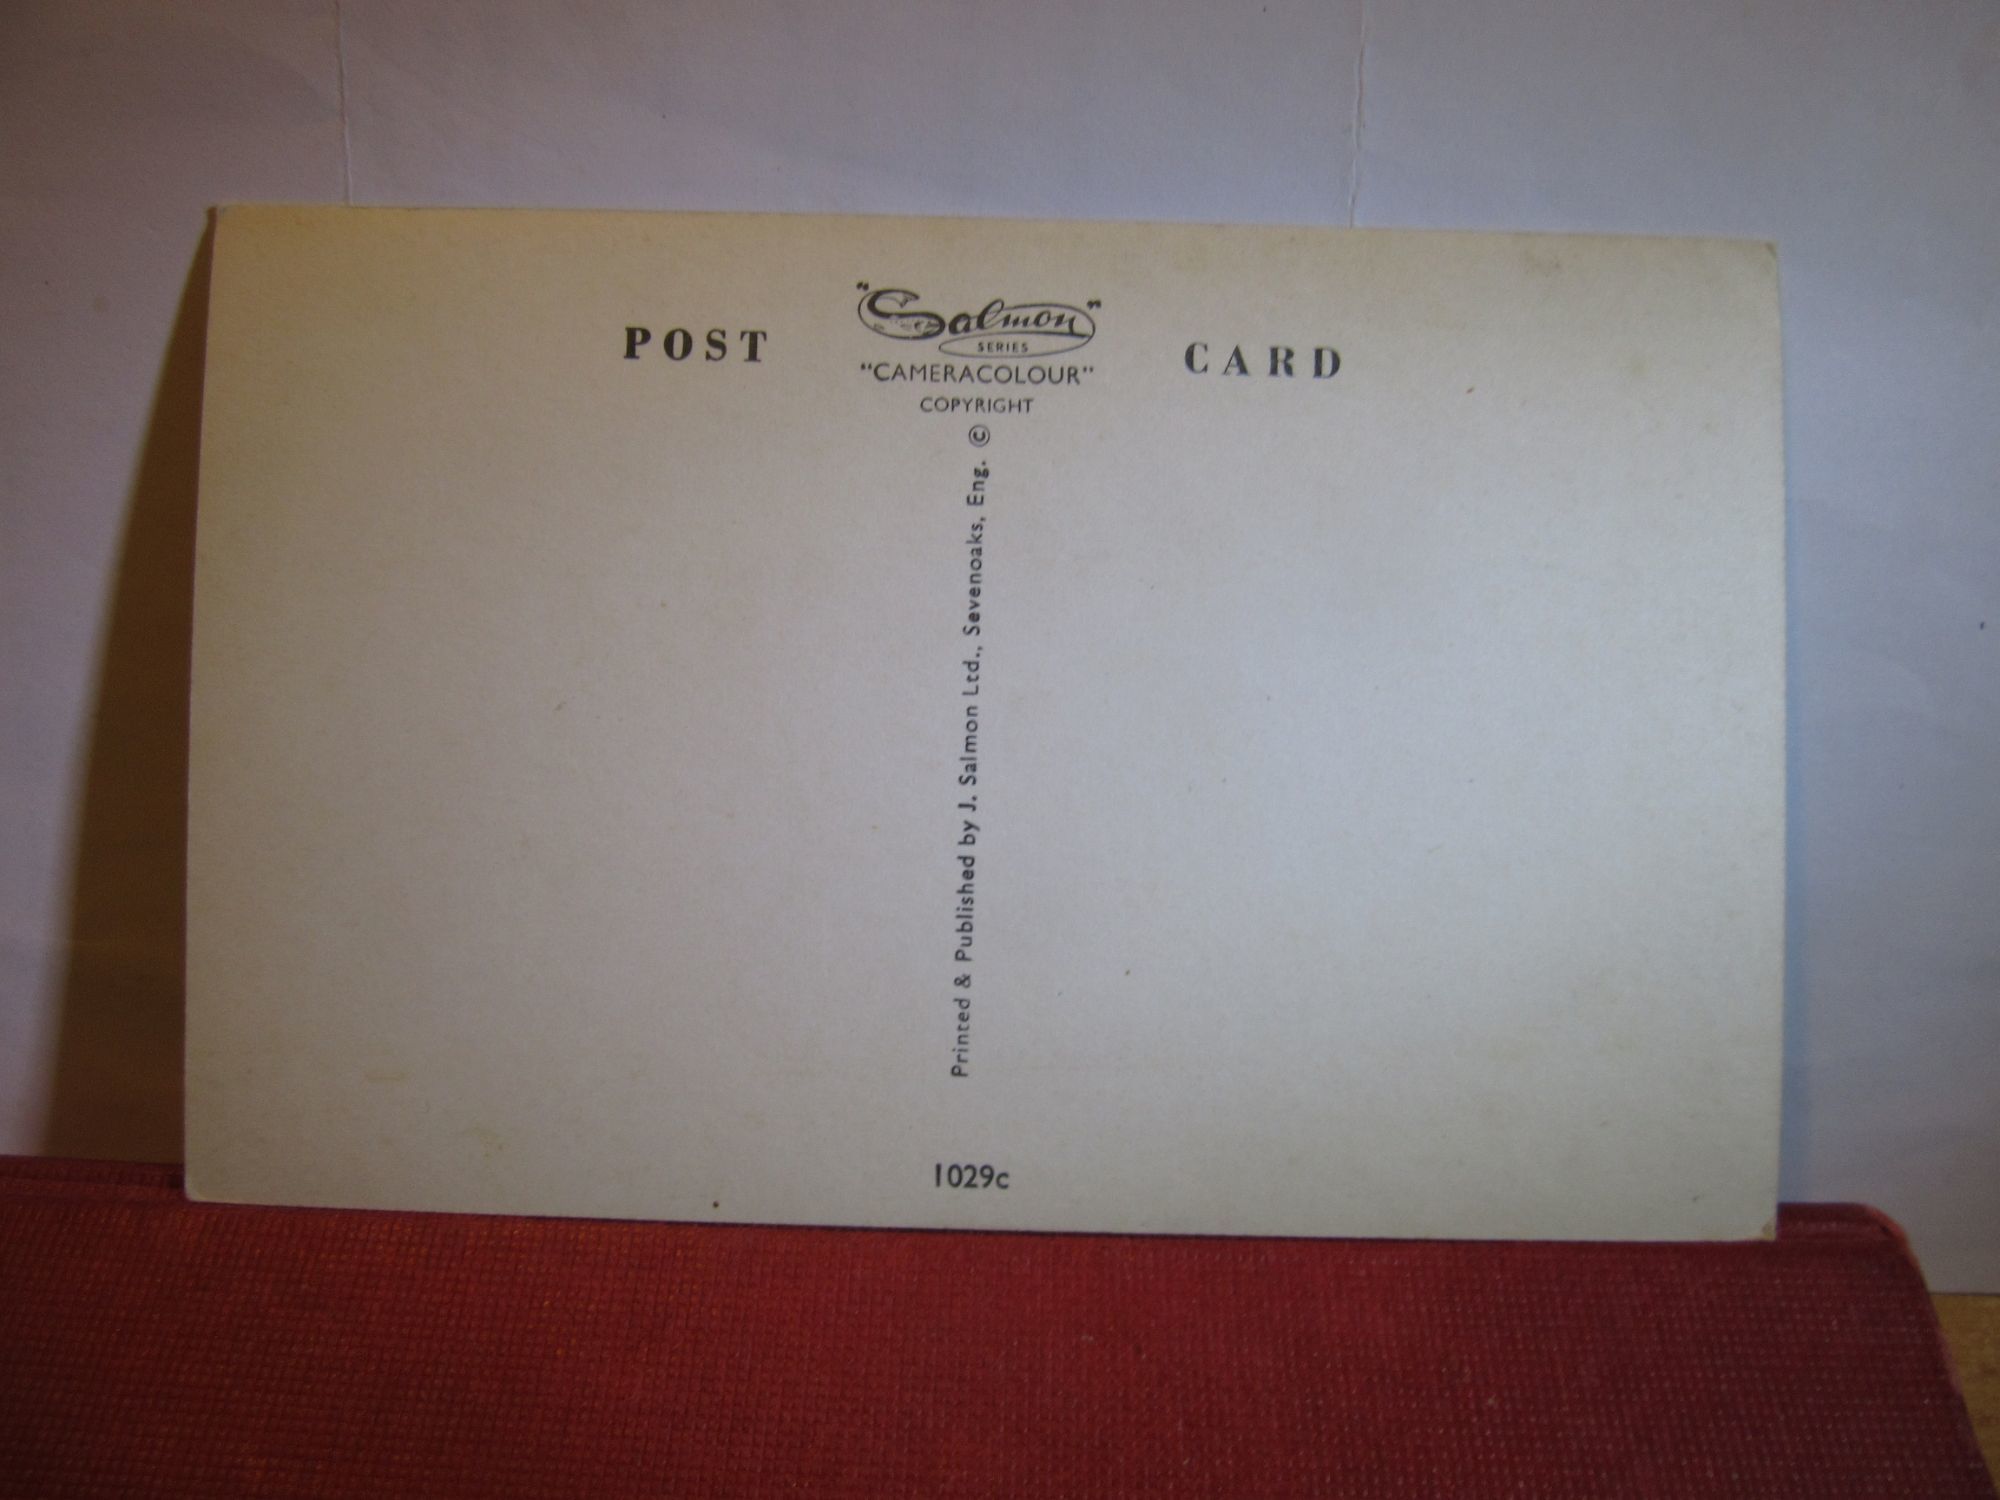 POST CARD
"Salmon"
SERIES
"CAMERACOLOUR"
COPYRIGHT
Printed & Published by J. Salmon Ltd., Sevenoaks, Eng. ©
1029c